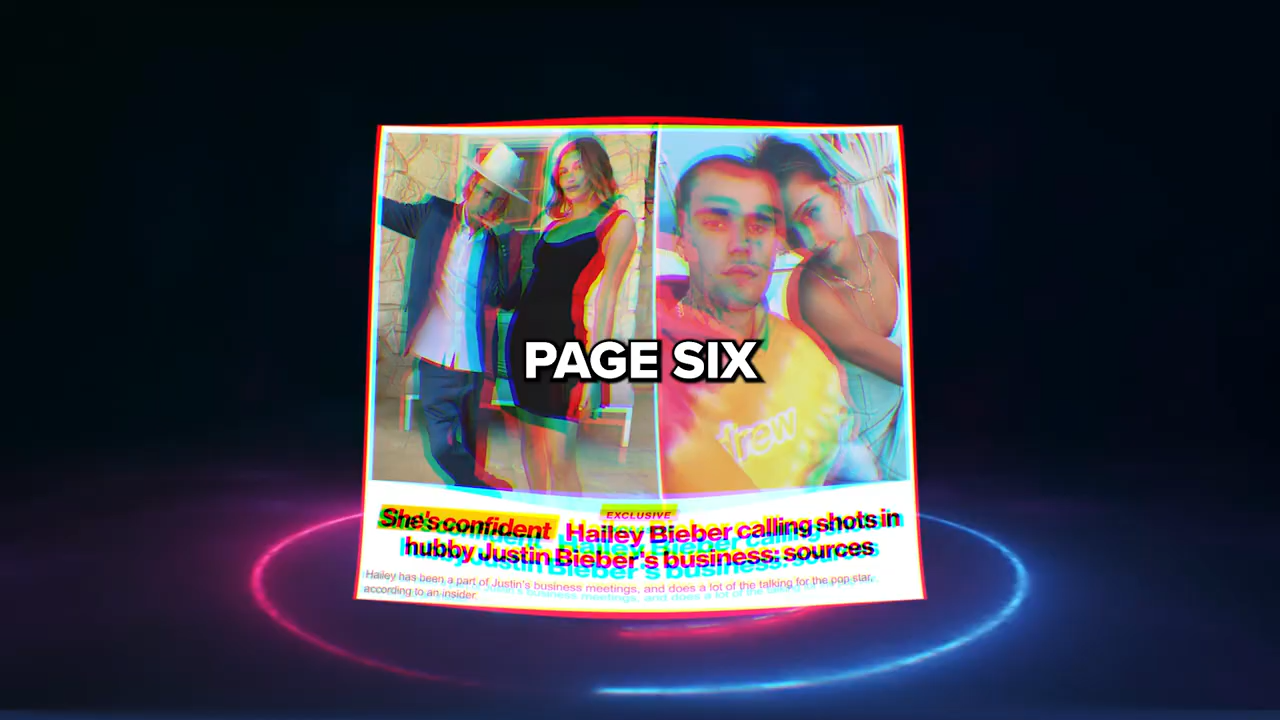 PAGE SIX
drew
EXCLUSIVE
She's confident Hailey Bieber calling shots in
hubby Justin Bieber's business: sources
Hailey has been a part of Justin's business meetings, and does a lot of the talking for the pop star,
according to an insider.